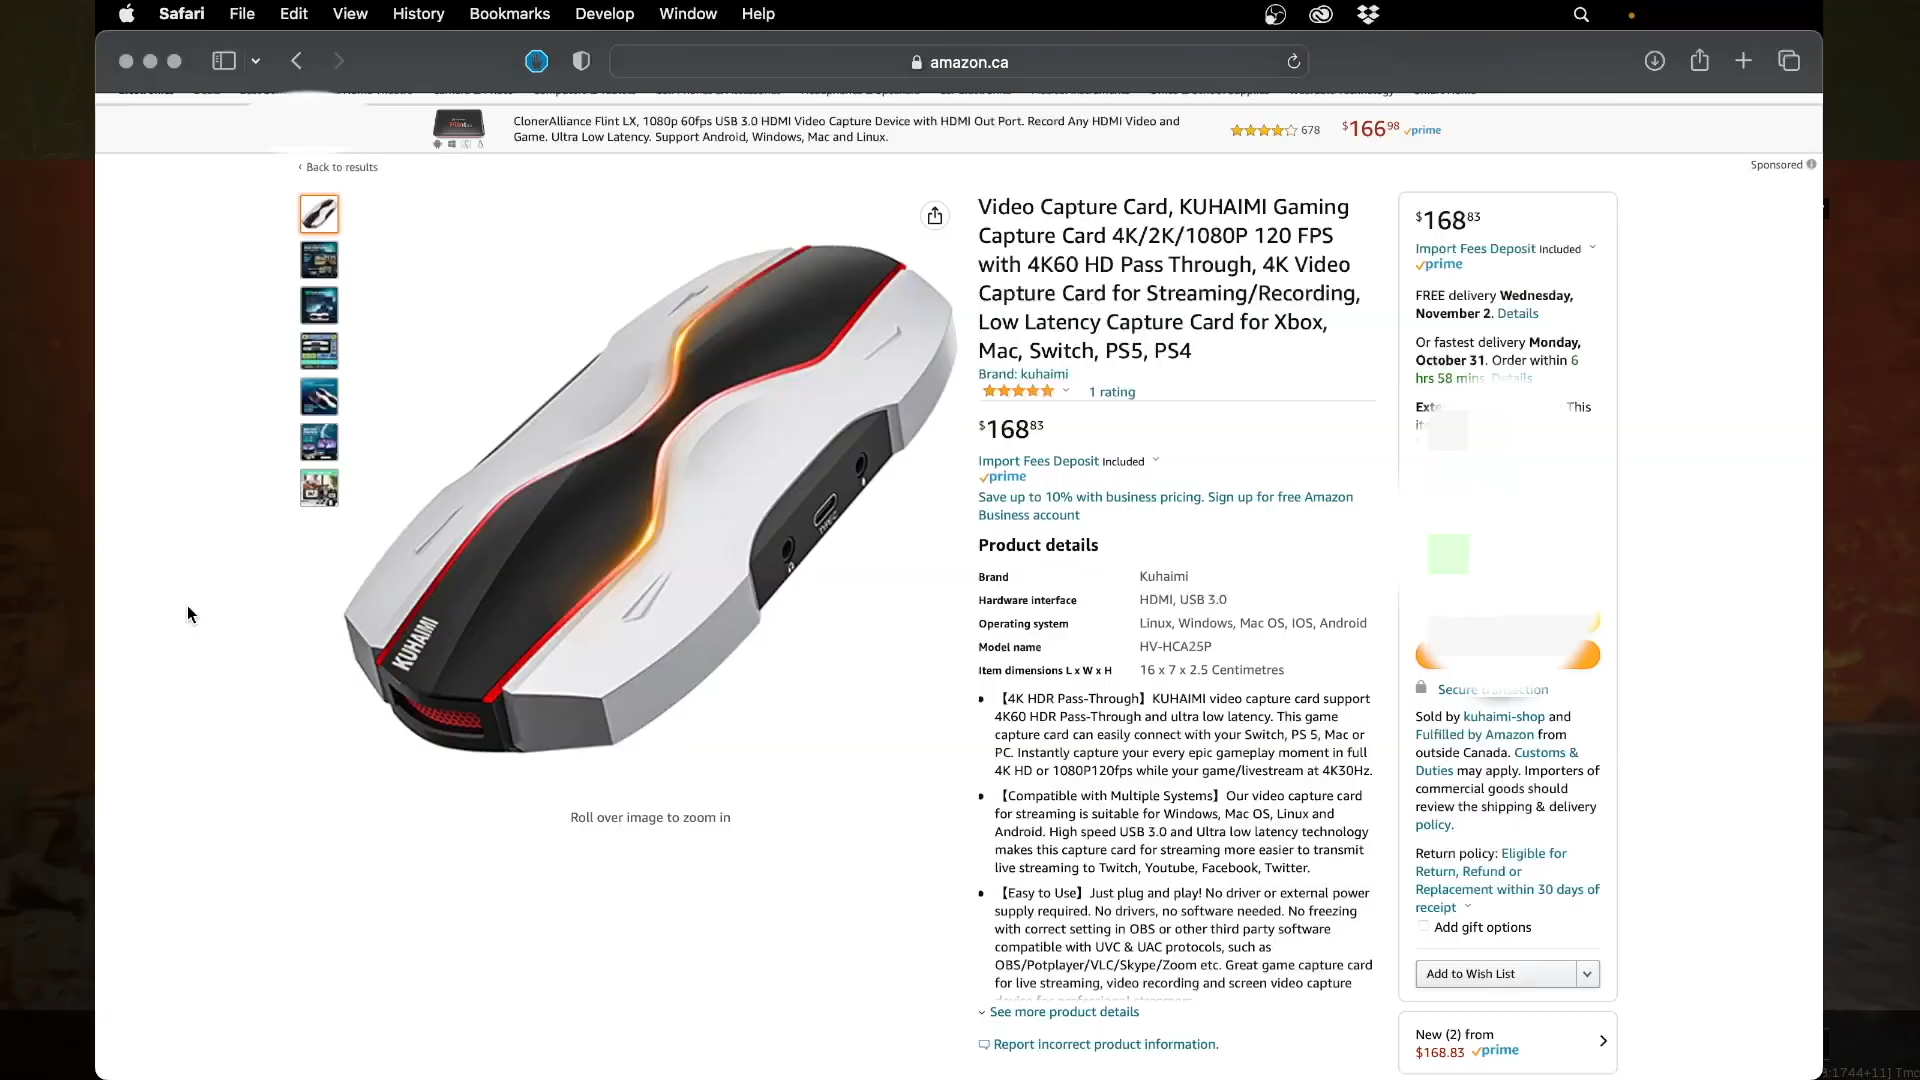 Safari File Edit View History Bookmarks Develop Window Help
amazon.ca
ClonerAlliance Flint LX, 1080p 60fps USB 3.0 HDMI Video Capture Device with HDMI Out Port. Record Any HDMI Video and
Game. Ultra Low Latency. Support Android, Windows, Mac and Linux.
678
$166 98 prime
‹ Back to results
Sponsored
Video Capture Card, KUHAIMI Gaming
Capture Card 4K/2K/1080P 120 FPS
with 4K60 HD Pass Through, 4K Video
Capture Card for Streaming/Recording,
Low Latency Capture Card for Xbox,
Mac, Switch, PS5, PS4
Brand: kuhaimi
1 rating
$168 83
Import Fees Deposit Included
prime
Save up to 10% with business pricing. Sign up for free Amazon
Business account
Product details
Brand Kuhaimi
Hardware interface HDMI, USB 3.0
Operating system Linux, Windows, Mac OS, IOS, Android
Model name HV-HCA25P
Item dimensions L x W x H 16 x 7 x 2.5 Centimetres
• 【4K HDR Pass-Through】KUHAIMI video capture card support
4K60 HDR Pass-Through and ultra low latency. This game
capture card can easily connect with your Switch, PS 5, Mac or
PC. Instantly capture your every epic gameplay moment in full
4K HD or 1080P120fps while your game/livestream at 4K30Hz.
• 【Compatible with Multiple Systems】Our video capture card
for streaming is suitable for Windows, Mac OS, Linux and
Android. High speed USB 3.0 and Ultra low latency technology
makes this capture card for streaming more easier to transmit
live streaming to Twitch, Youtube, Facebook, Twitter.
• 【Easy to Use】Just plug and play! No driver or external power
supply required. No drivers, no software needed. No freezing
with correct setting in OBS or other third party software
compatible with UVC & UAC protocols, such as
OBS/Potplayer/VLC/Skype/Zoom etc. Great game capture card
for live streaming, video recording and screen video capture
See more product details
Report incorrect product information.
KUHAIMI
Roll over image to zoom in
$168 83
Import Fees Deposit Included
prime
FREE delivery Wednesday,
November 2. Details
Or fastest delivery Monday,
October 31. Order within 6
hrs 58 mins. Details
This
Secure transaction
Sold by kuhaimi-shop and
Fulfilled by Amazon from
outside Canada. Customs &
Duties may apply. Importers of
commercial goods should
review the shipping & delivery
policy.
Return policy: Eligible for
Return, Refund or
Replacement within 30 days of
receipt
Add gift options
Add to Wish List
New (2) from
$168.83 prime